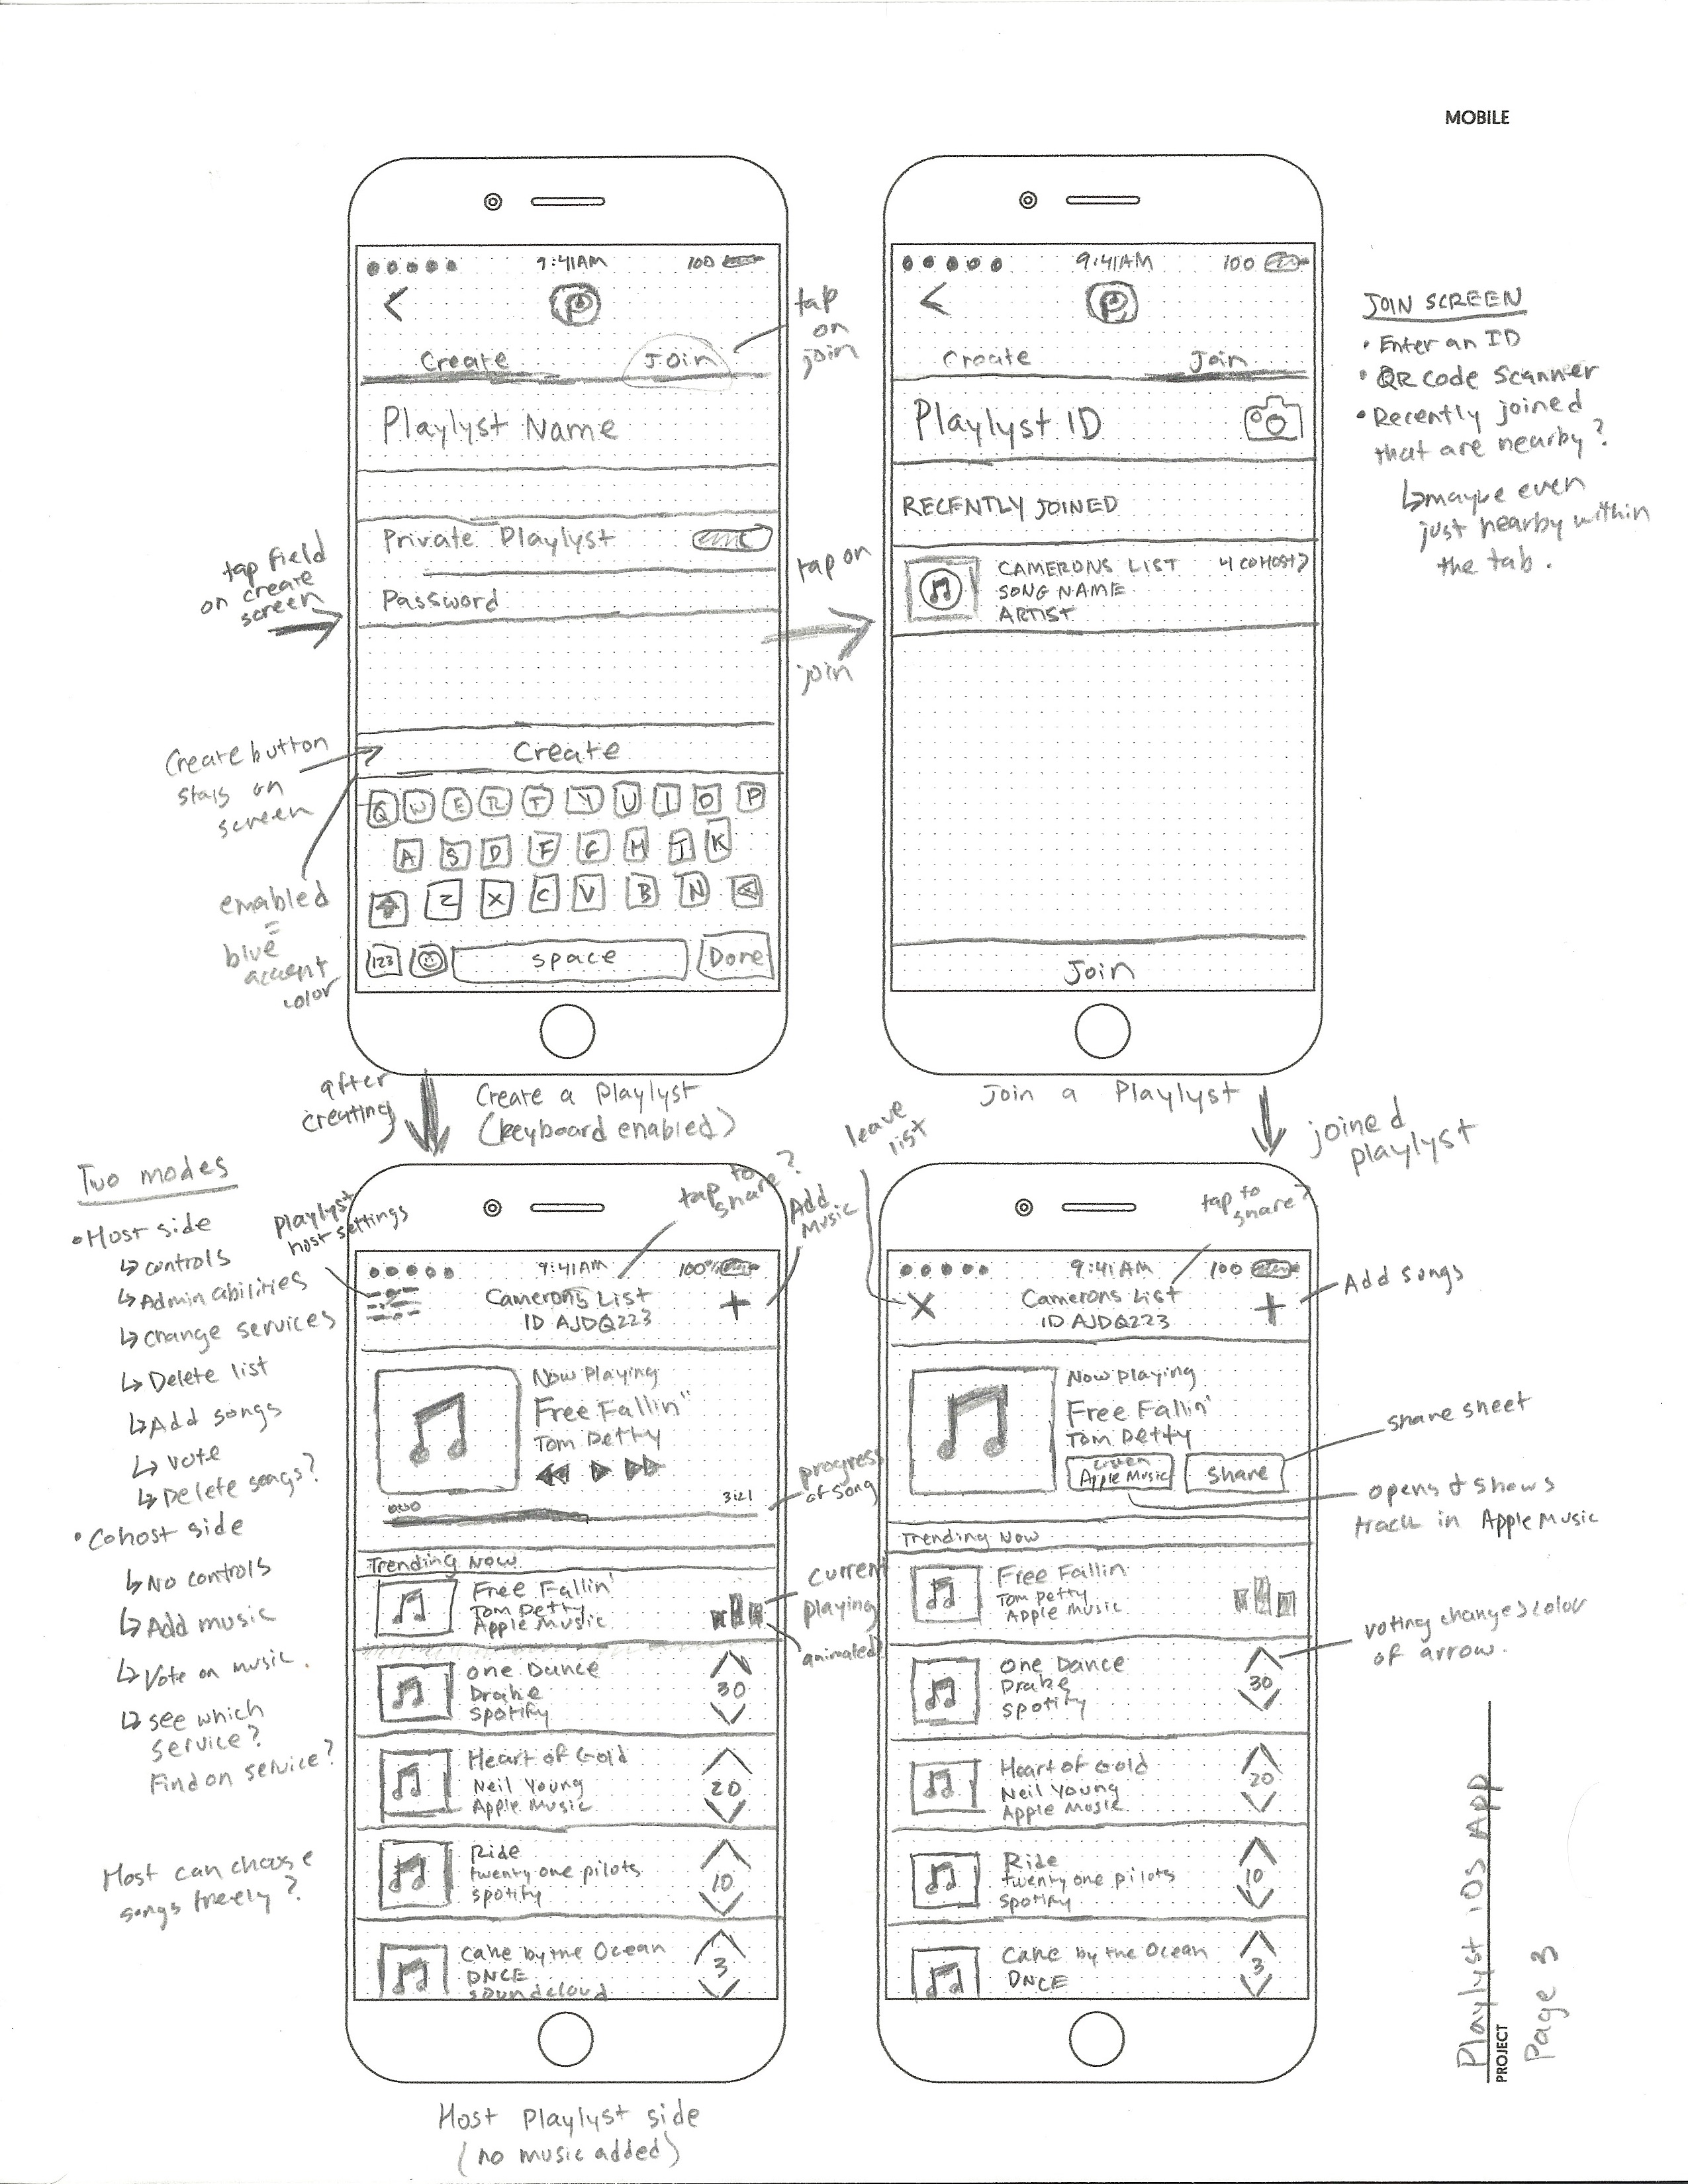 MOBILE
9:41AM
100
P
Create
Join
tap
on
join
Playlyst Name
Private Playlyst
Password
tap field
on create
screen
Create
Create button
stays on
screen
enabled
=
blue
accent
color
Q W E R T Y U I O P
A S D F G H J K
Z X C V B N
123
space
Done
Create a Playlyst
(keyboard enabled)
tap on
join
9:41AM
100
P
Create
Join
Playlyst ID
RECENTLY JOINED
CAMERONS LIST
4 COHOST >
SONG NAME
ARTIST
Join
Join a Playlyst
JOIN SCREEN
• Enter an ID
• QR code scanner
• Recently joined
that are nearby?
↳ maybe even
just nearby within
the tab.
after
creating
joined
playlyst
leave
list
Two modes
• Host side
↳ controls
↳ Admin abilities
↳ change services
↳ Delete list
↳ Add songs
↳ vote
↳ Delete songs?
• Cohost side
↳ No controls
↳ Add music
↳ Vote on music.
↳ see which
service?
Find on service?
Host can choose
songs freely?
playlyst
host settings
tap to
share?
Add
Music
9:41AM
100%
Camerons List
ID AJDQ223
+
Now Playing
Free Fallin"
Tom Petty
3:21
progress
of song
Trending Now
Free Fallin'
Tom Petty
Apple Music
current
playing
animated
One Dance
Drake
spotify
30
Heart of Gold
Neil Young
Apple Music
20
Ride
twenty one pilots
spotify
10
Cake by the Ocean
DNCE
soundcloud
3
Host Playlyst side
(no music added)
tap to
share?
9:41AM
100
X
Camerons List
ID AJDQ223
+
Add songs
Now Playing
Free Fallin'
Tom Petty
Listen
Apple Music
Share
share sheet
opens & shows
track in Apple Music
Trending Now
Free Fallin
Tom Petty
Apple Music
voting changes color
of arrow.
One Dance
Drake
spotify
30
Heart of Gold
Neil Young
Apple Music
20
Ride
twenty one pilots
spotify
10
Cake by the Ocean
DNCE
3
Playlyst iOS App
PROJECT
Page 3